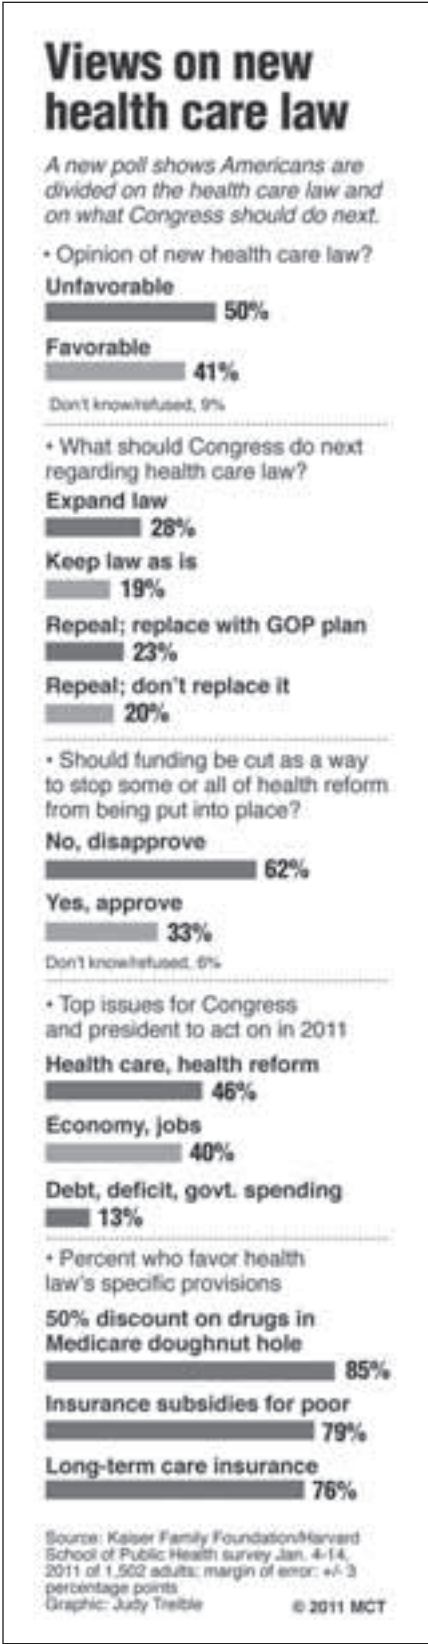 Views on new
health care law
A new poll shows Americans are
divided on the health care law and
on what Congress should do next.
• Opinion of new health care law?
Unfavorable
50%
Favorable
41%
Don't know/refused, 9%
• What should Congress do next
regarding health care law?
Expand law
28%
Keep law as is
19%
Repeal; replace with GOP plan
23%
Repeal; don't replace it
20%
• Should funding be cut as a way
to stop some or all of health reform
from being put into place?
No, disapprove
62%
Yes, approve
33%
Don't know/refused, 6%
• Top issues for Congress
and president to act on in 2011
Health care, health reform
46%
Economy, jobs
40%
Debt, deficit, govt. spending
13%
• Percent who favor health
law's specific provisions
50% discount on drugs in
Medicare doughnut hole
85%
Insurance subsidies for poor
79%
Long-term care insurance
76%
Source: Kaiser Family Foundation/Harvard
School of Public Health survey Jan. 4-14,
2011 of 1,502 adults; margin of error: +/- 3
percentage points
Graphic: Judy Treible
© 2011 MCT